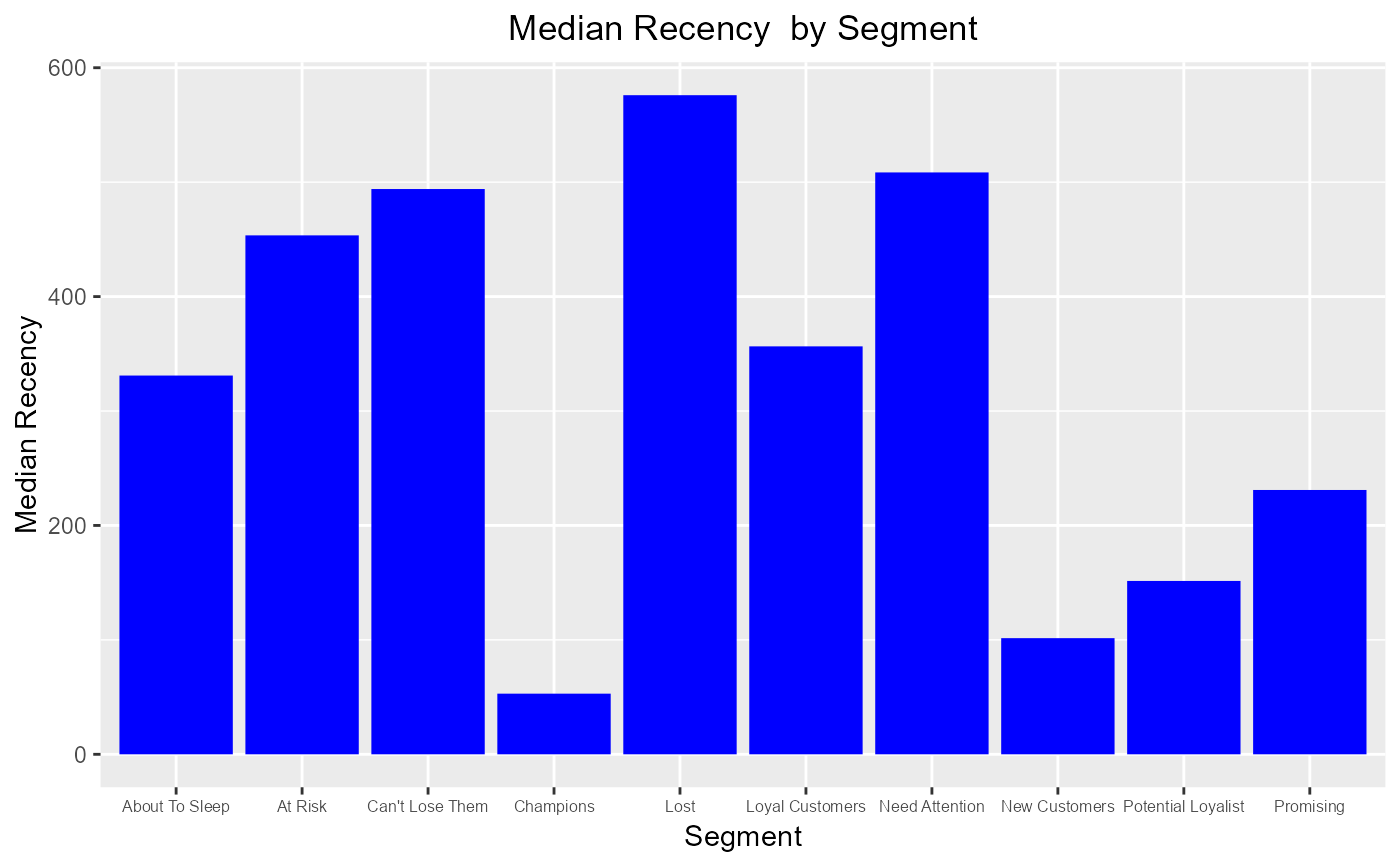 Median Recency  by Segment
600
400
200
0
Median Recency
About To Sleep At Risk Can't Lose Them Champions Lost Loyal Customers Need Attention New Customers Potential Loyalist Promising
Segment